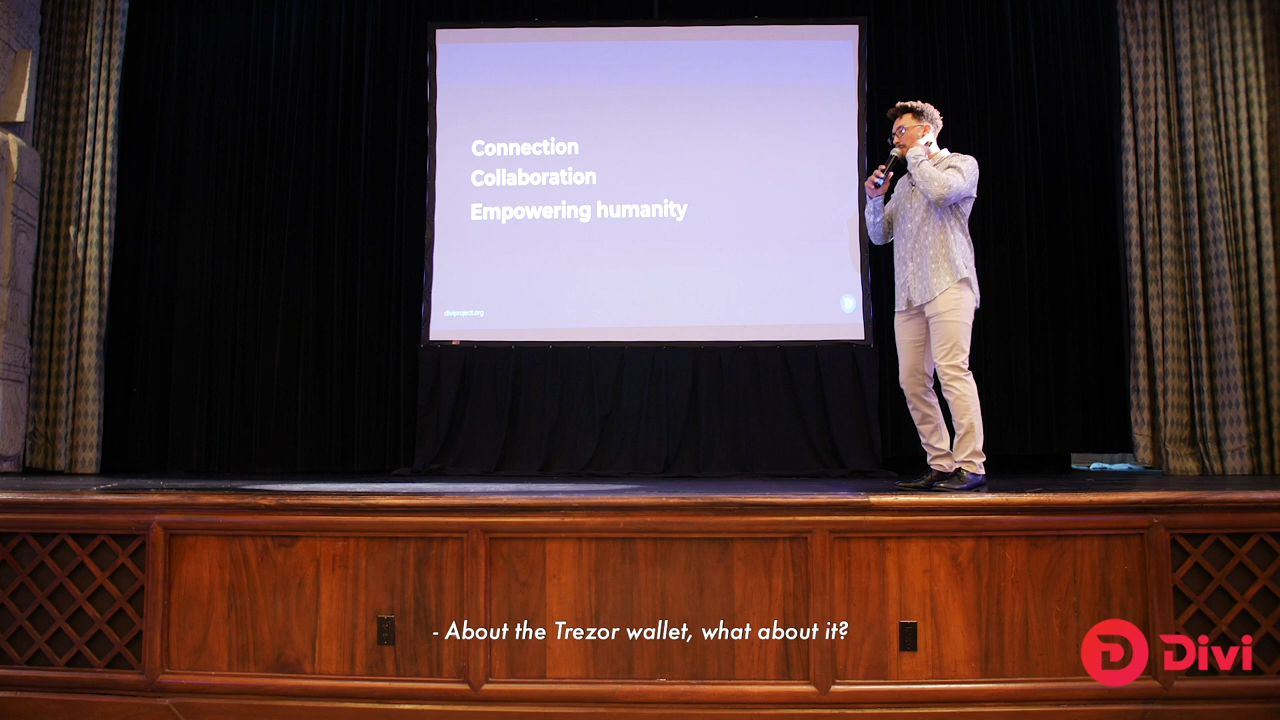 Connection
Collaboration
Empowering humanity
diviproject.org
- About the Trezor wallet, what about it?
Divi